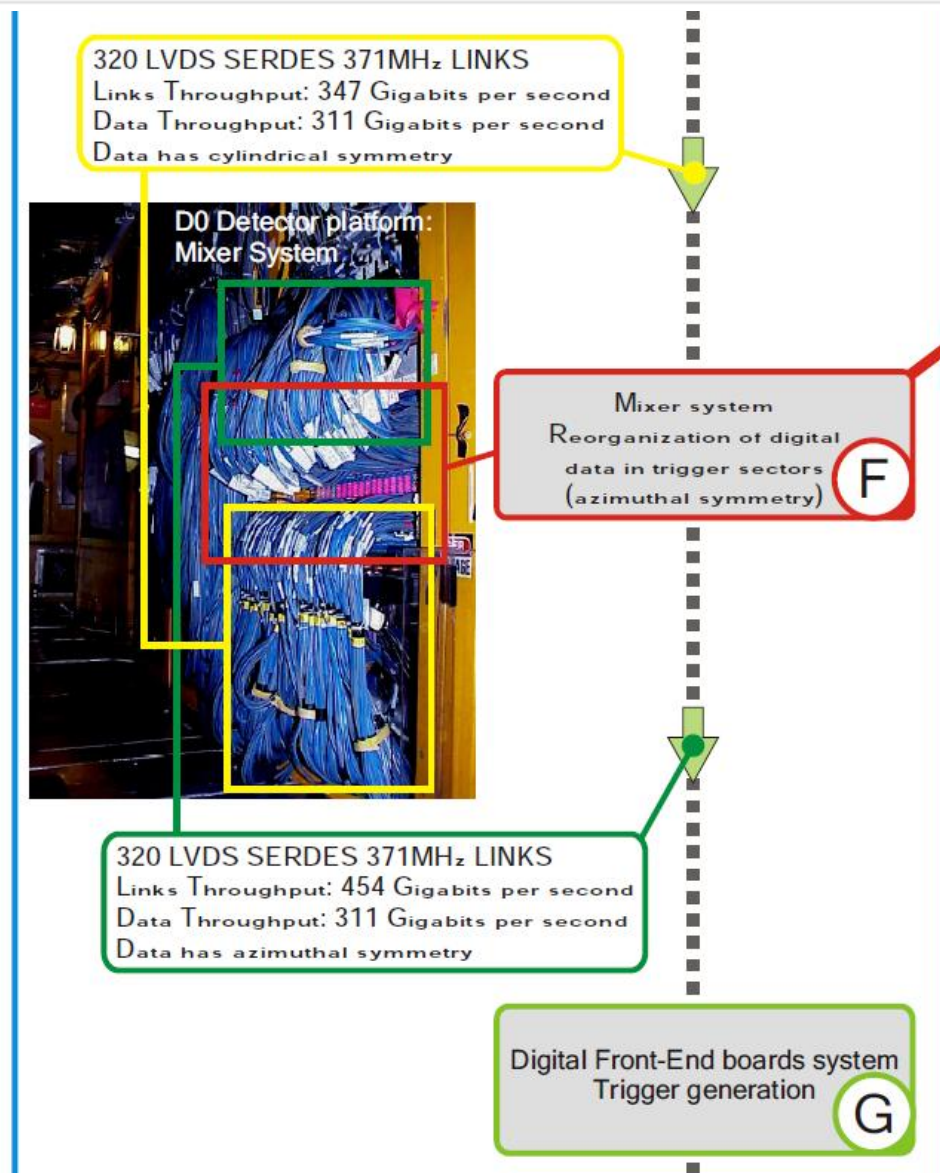 320 LVDS SERDES 371MHz LINKS
Links Throughput: 347 Gigabits per second
Data Throughput: 311 Gigabits per second
Data has cylindrical symmetry
D0 Detector platform:
Mixer System
Mixer system
Reorganization of digital
data in trigger sectors
(azimuthal symmetry)
F
AGE
320 LVDS SERDES 371MHz LINKS
Links Throughput: 454 Gigabits per second
Data Throughput: 311 Gigabits per second
Data has azimuthal symmetry
Digital Front-End boards system
Trigger generation
G